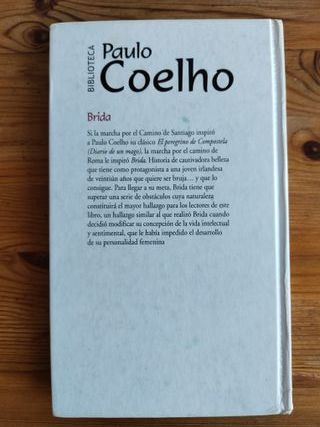 BIBLIOTECA
Paulo
Coelho
Brida
Si la marcha por el Camino de Santiago inspiró
a Paulo Coelho su clásico El peregrino de Compostela
(Diario de un mago), la marcha por el camino de
Roma le inspiró Brida. Historia de cautivadora belleza
que tiene como protagonista a una joven irlandesa
de veintiún años que quiere ser bruja... y que lo
consigue. Para llegar a su meta, Brida tiene que
superar una serie de obstáculos cuya naturaleza
constituirá el mayor hallazgo para los lectores de este
libro, un hallazgo similar al que realizó Brida cuando
decidió modificar su concepción de la vida intelectual
y sentimental, que le había impedido el desarrollo
de su personalidad femenina